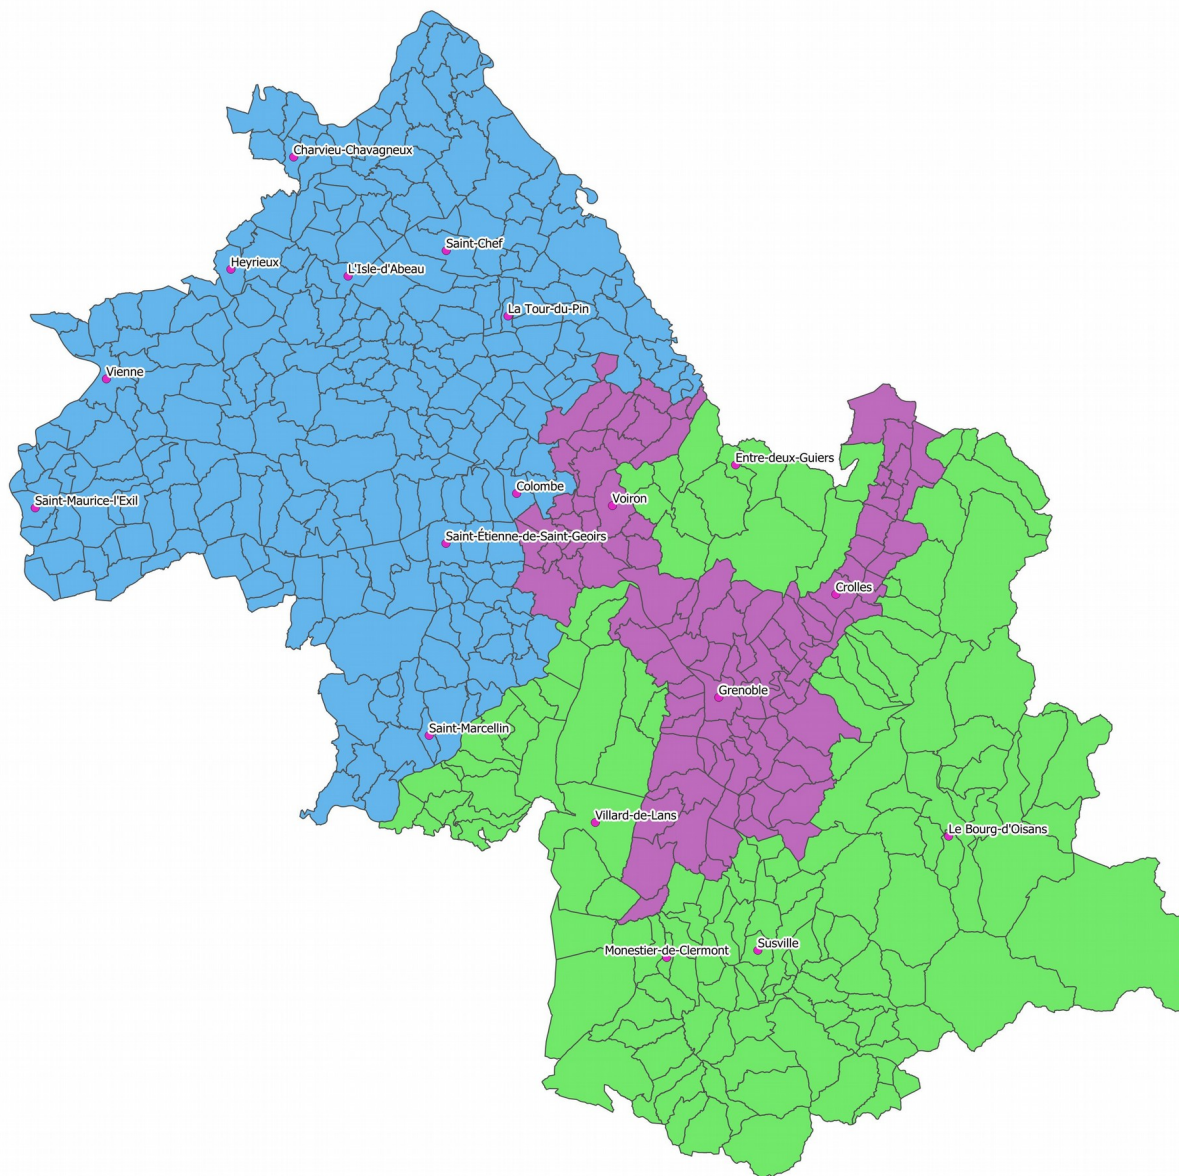 Charvieu-Chavagneux
Saint-Chef
Heyrieux
L'Isle-d'Abeau
La Tour-du-Pin
Vienne
Entre-deux-Guiers
Colombe
Saint-Maurice-l'Exil
Voiron
Saint-Étienne-de-Saint-Geoirs
Crolles
Grenoble
Saint-Marcellin
Villard-de-Lans
Le Bourg-d'Oisans
Susville
Monestier-de-Clermont